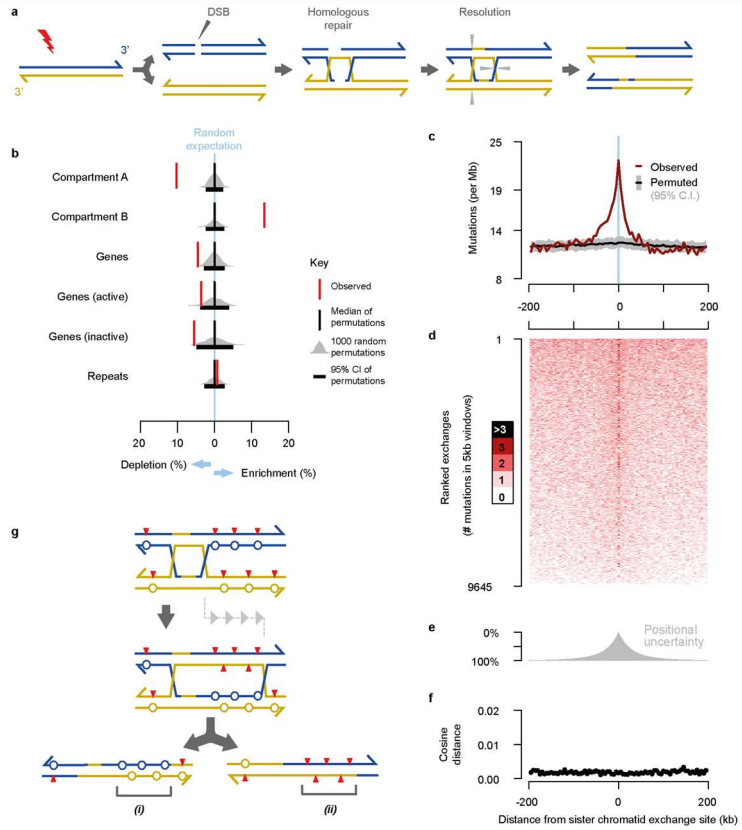 a
DSB
Homologous
repair
Resolution
3'
3'
b
Random
expectation
Compartment A
Compartment B
Genes
Genes (active)
Genes (inactive)
Repeats
Key
Observed
Median of
permutations
1000 random
permutations
95% CI of
permutations
20
10
0
10
20
Depletion (%)
Enrichment (%)
c
25
19
14
8
Mutations (per Mb)
Observed
Permuted
(95% C.I.)
-200
0
200
d
1
9645
Ranked exchanges
(# mutations in 5kb windows)
>3
3
2
1
0
e
0%
100%
Positional
uncertainty
f
0.02
0.01
0.00
Cosine
distance
-200
0
200
Distance from sister chromatid exchange site (kb)
g
(i)
(ii)